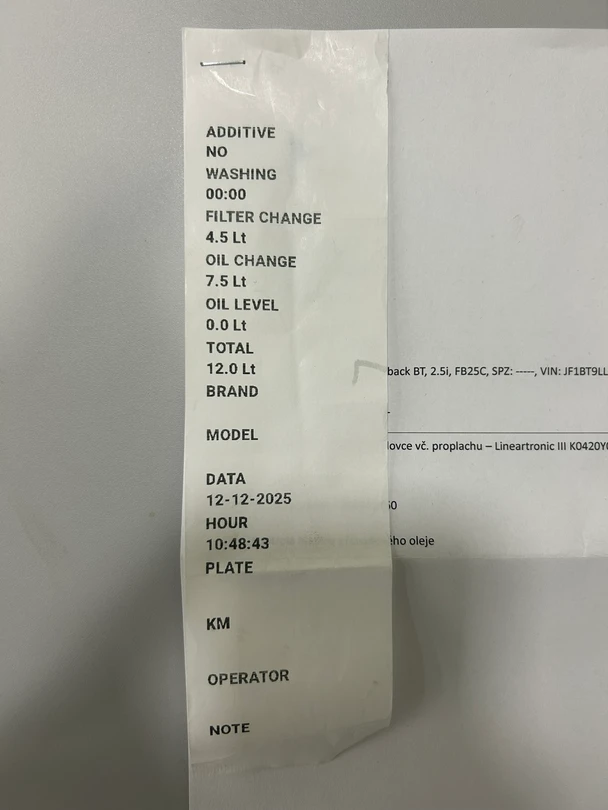 ADDITIVE
NO
WASHING
00:00
FILTER CHANGE
4.5 Lt
OIL CHANGE
7.5 Lt
OIL LEVEL
0.0 Lt
TOTAL
12.0 Lt
BRAND
MODEL
DATA
12-12-2025
HOUR
10:48:43
PLATE
KM
OPERATOR
NOTE
back BT, 2.5i, FB25C, SPZ: -----, VIN: JF1BT9LL
lovce vč. proplachu – Lineartronic III K0420Y
ho oleje